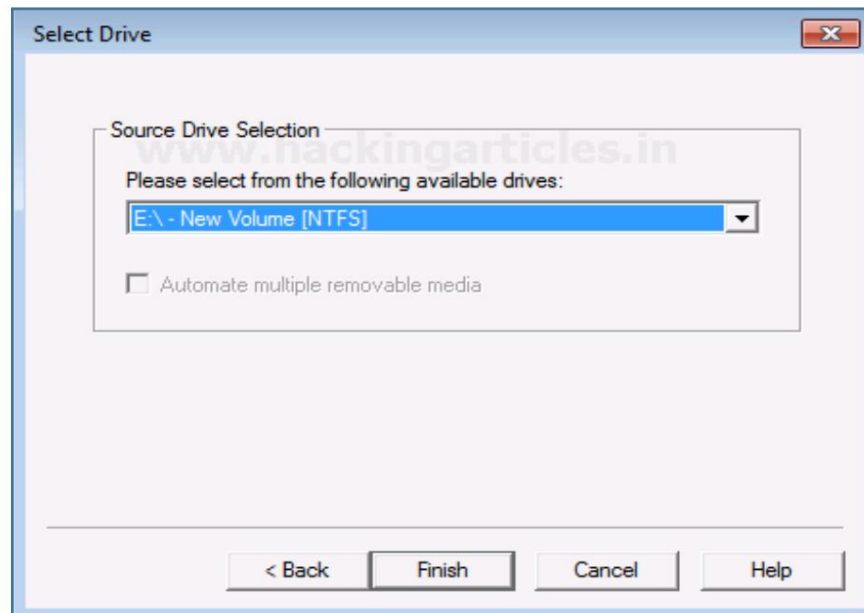 Select Drive
Source Drive Selection
www.hackingarticles.in
Please select from the following available drives:
E:\ - New Volume [NTFS]
Automate multiple removable media
< Back
Finish
Cancel
Help